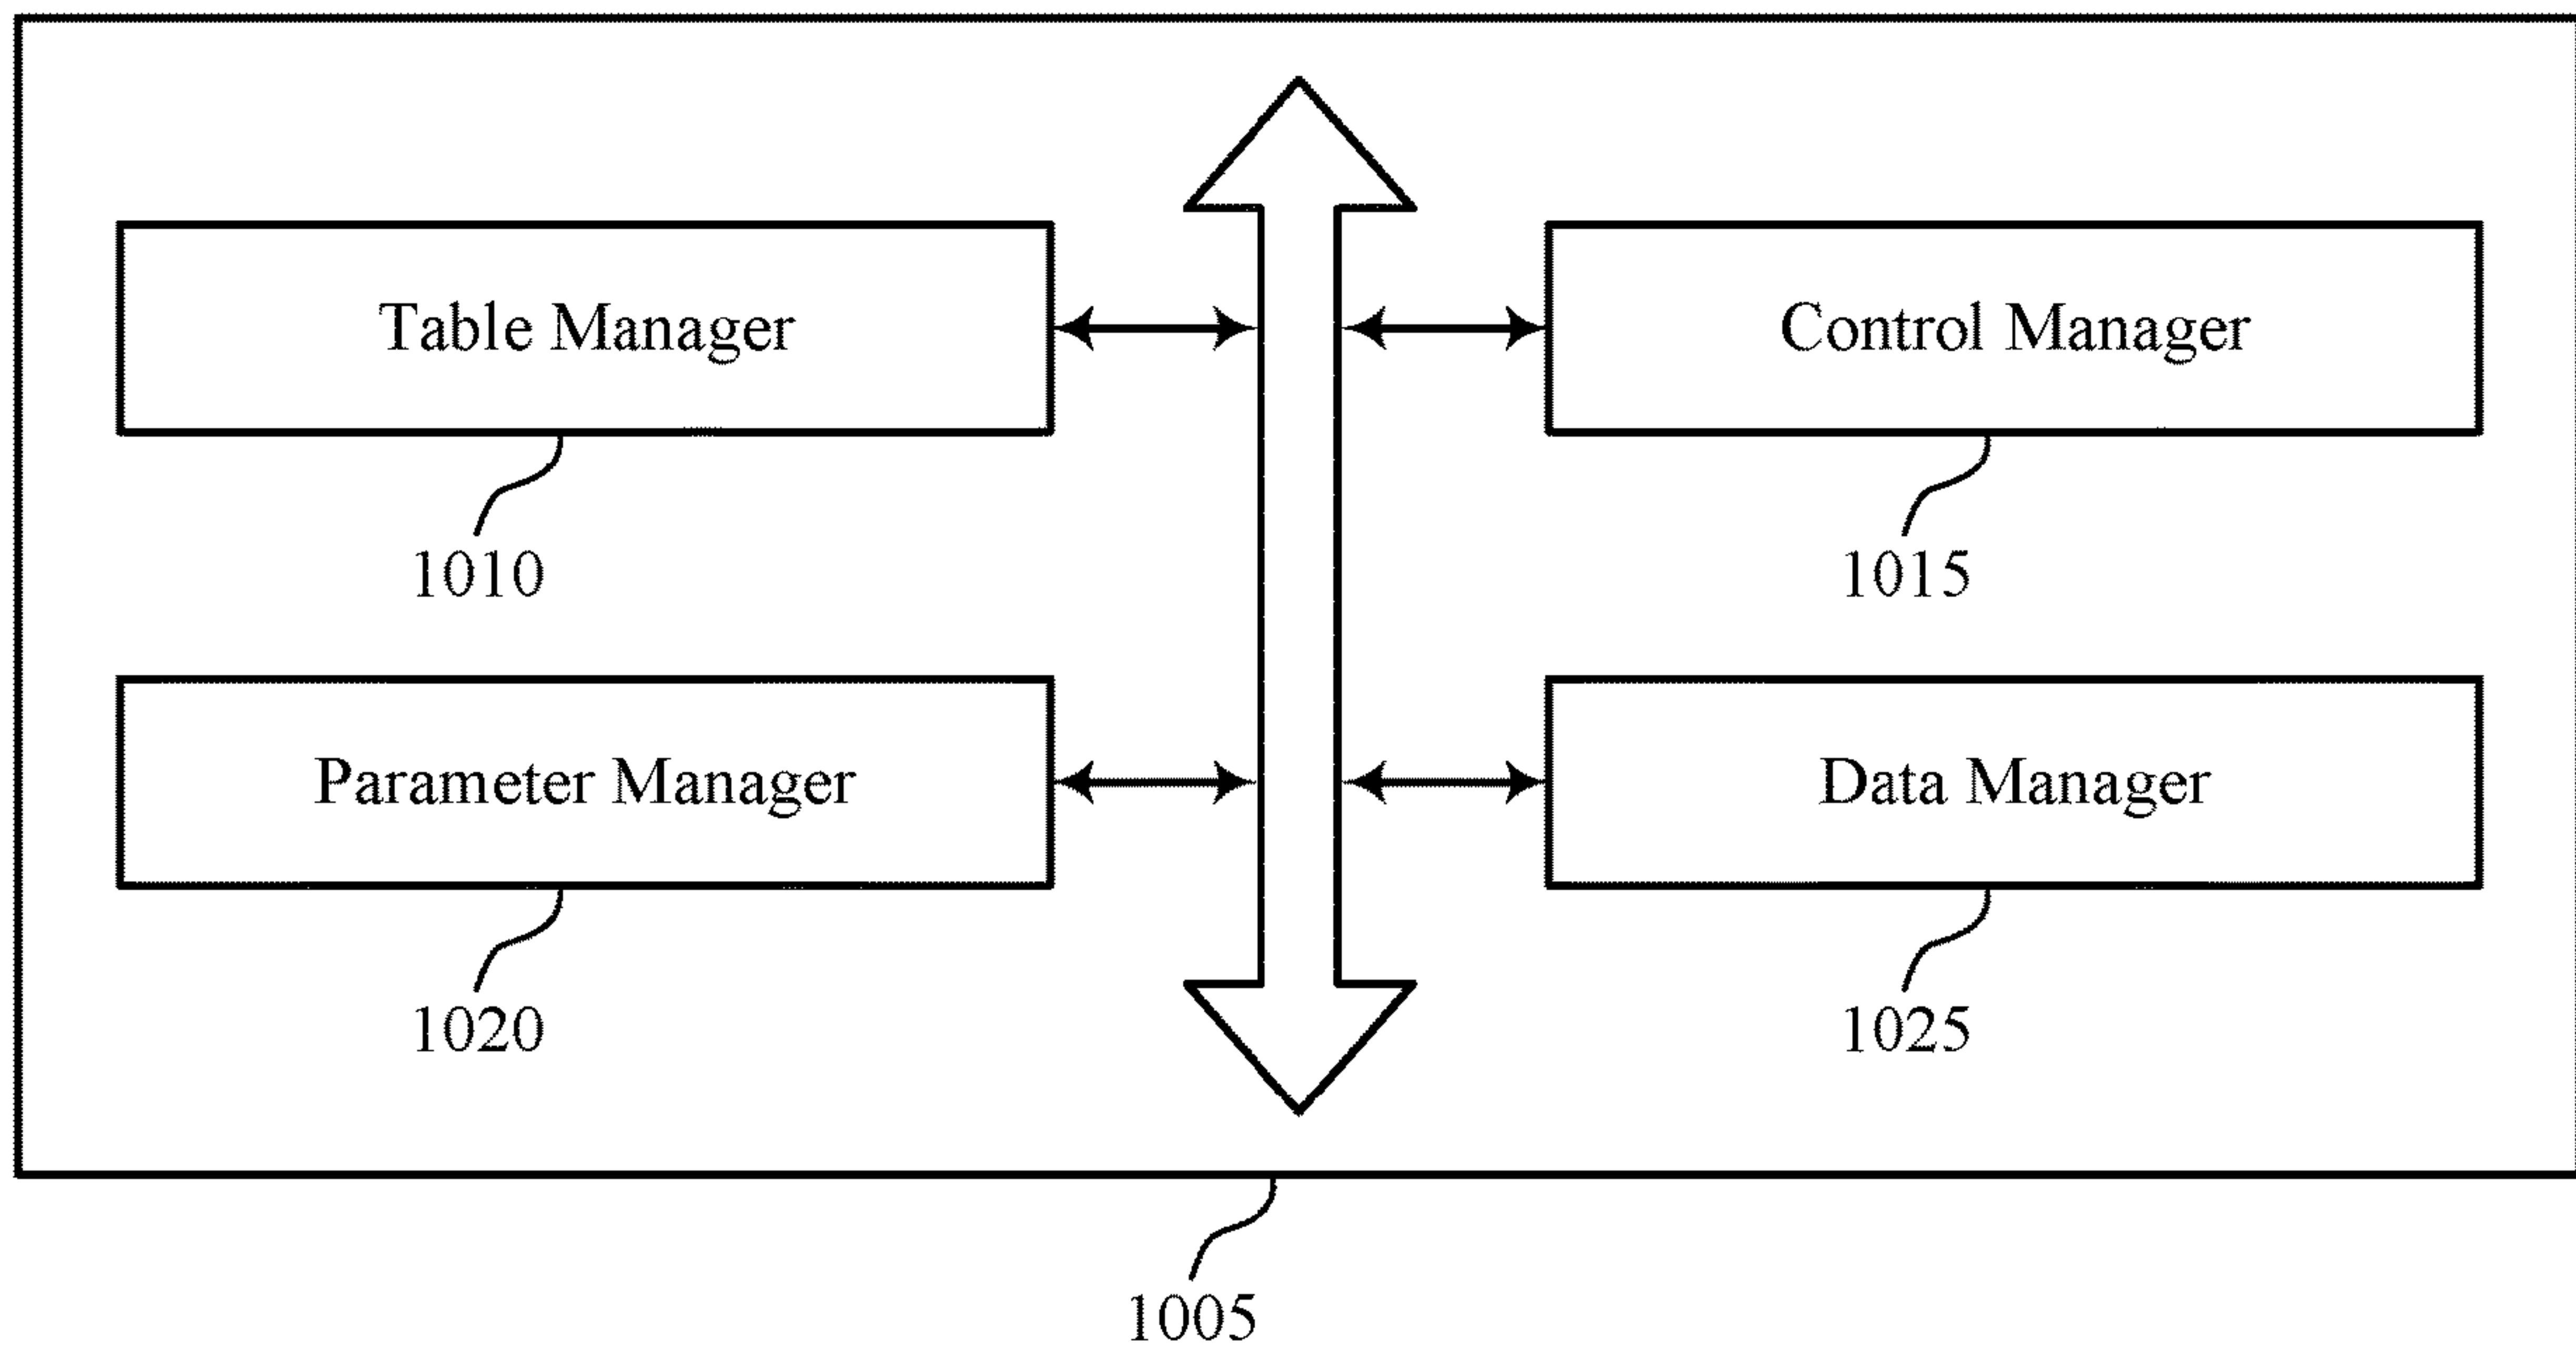 Table Manager
Control Manager
1010
1015
Parameter Manager
Data Manager
1020
1025
1005